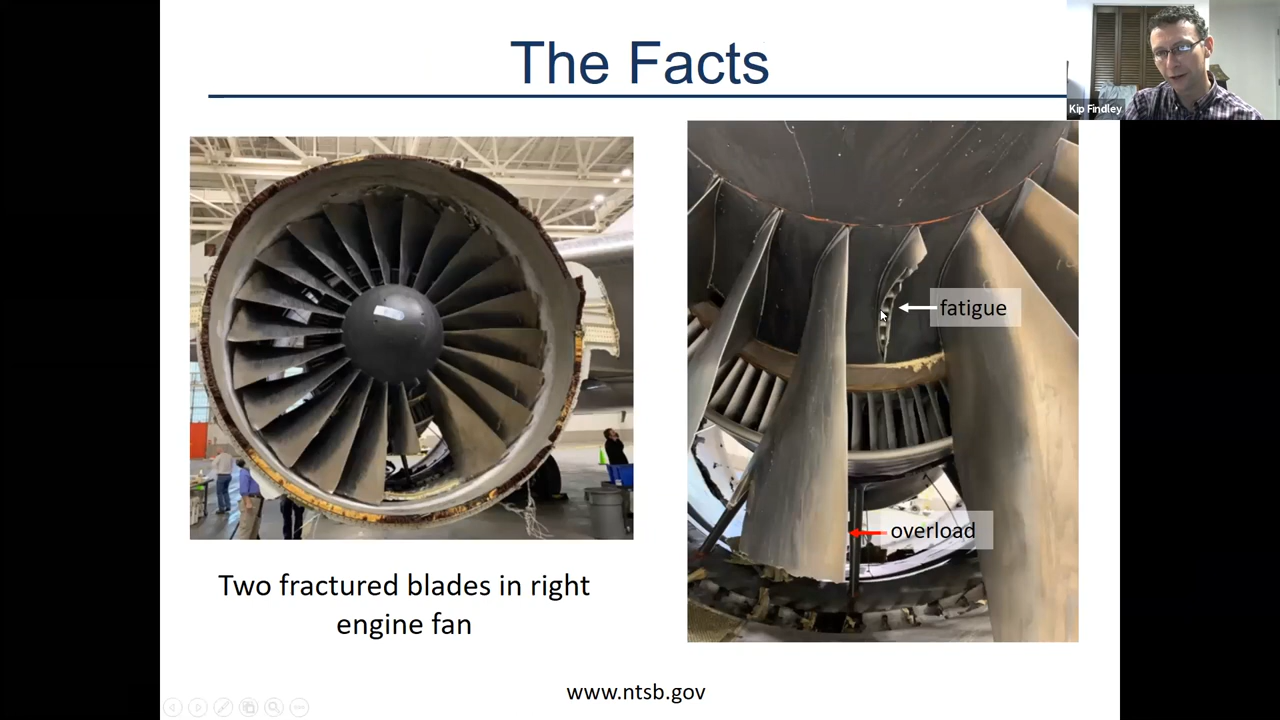 The Facts
Kip Findley
fatigue
overload
Two fractured blades in right
engine fan
www.ntsb.gov